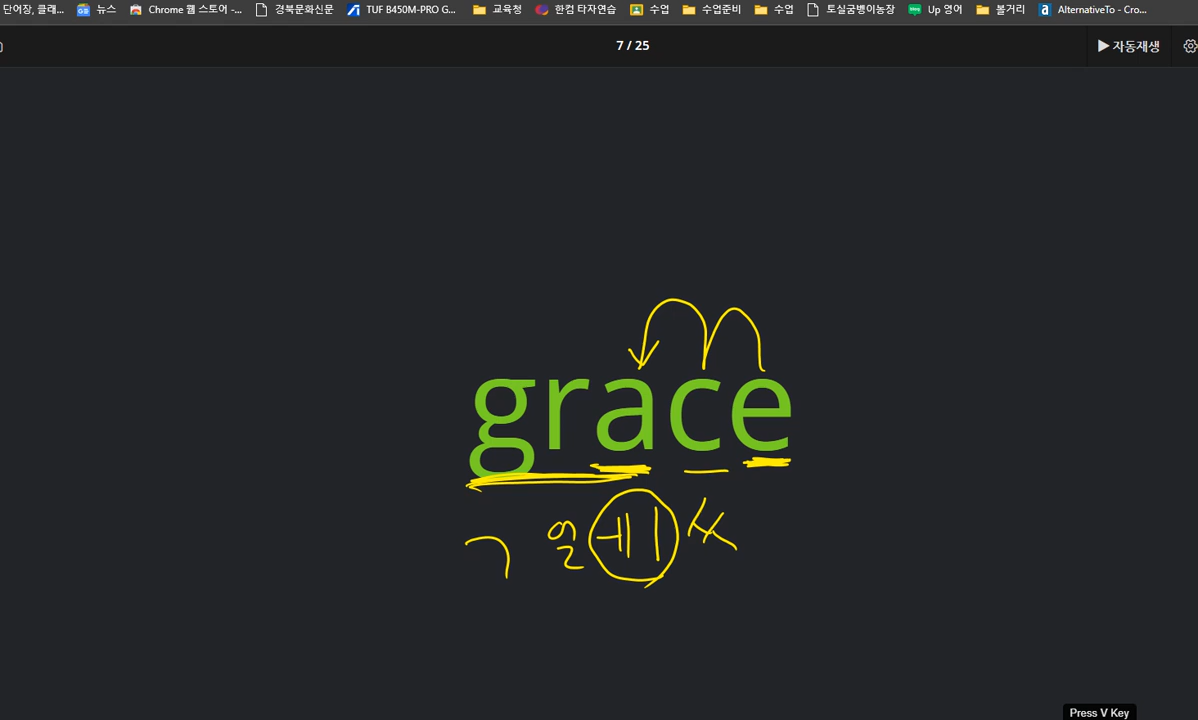 단어장, 클래... 뉴스 Chrome 웹 스토어 -... 경북문화신문 TUF B450M-PRO G... 교육청 한컴 타자연습 수업 수업준비 수업 토실굼벵이농장 Up 영어 볼거리 AlternativeTo - Cro...
7 / 25 ▶ 자동재생
grace
ㄱ 얼 ㅔㅣ ㅆ
Press V Key